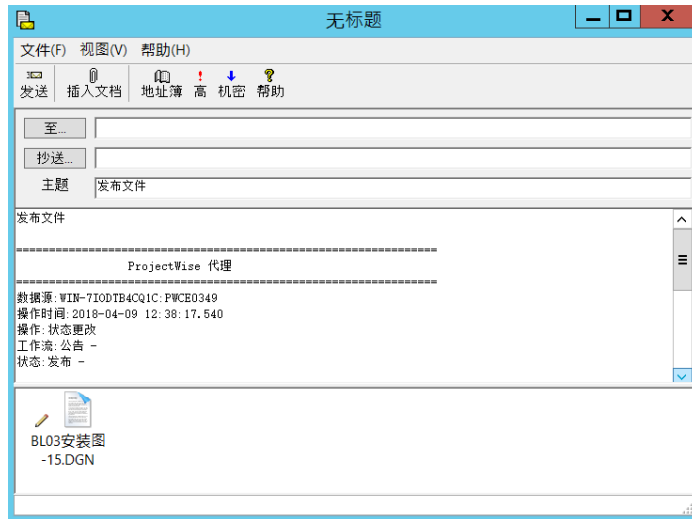 无标题
文件(F) 视图(V) 帮助(H)
发送 插入文档 地址簿 高 机密 帮助
至...
抄送...
主题 发布文件
发布文件
=================================================================
ProjectWise 代理
=================================================================
数据源:WIN-7IODTB4CQ1C:PWCE0349
操作时间:2018-04-09 12:38:17.540
操作:状态更改
工作流:公告 -
状态:发布 -
BL03安装图
-15.DGN